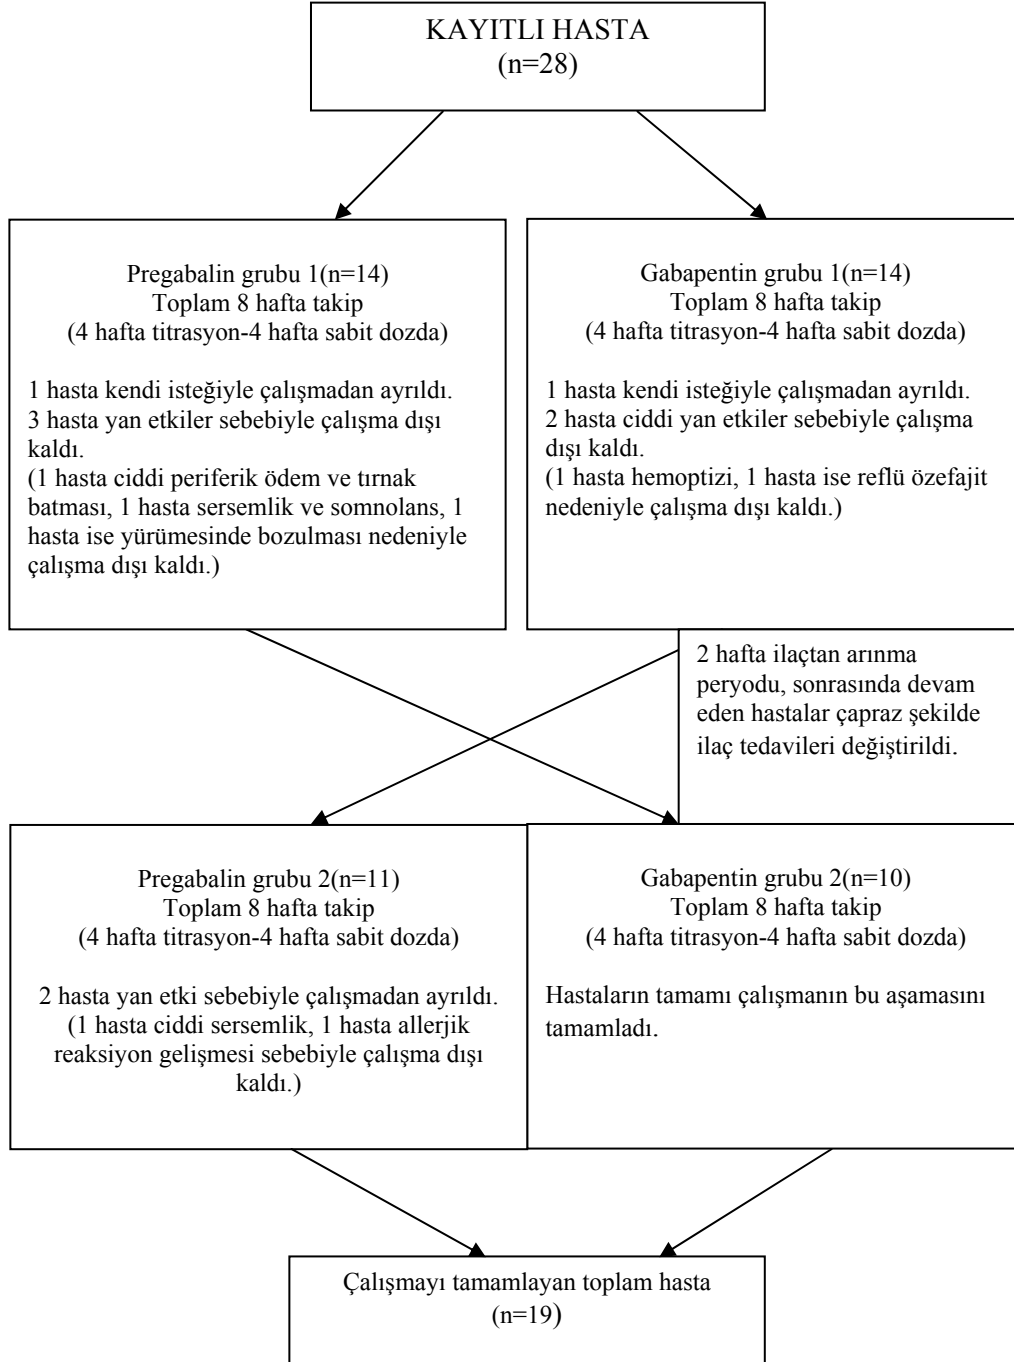 KAYITLI HASTA
(n=28)
Pregabalin grubu 1(n=14)
Toplam 8 hafta takip
(4 hafta titrasyon-4 hafta sabit dozda)
1 hasta kendi isteğiyle çalışmadan ayrıldı.
3 hasta yan etkiler sebebiyle çalışma dışı
kaldı.
(1 hasta ciddi periferik ödem ve tırnak
batması, 1 hasta sersemlik ve somnolans, 1
hasta ise yürümesinde bozulması nedeniyle
çalışma dışı kaldı.)
Gabapentin grubu 1(n=14)
Toplam 8 hafta takip
(4 hafta titrasyon-4 hafta sabit dozda)
1 hasta kendi isteğiyle çalışmadan ayrıldı.
2 hasta ciddi yan etkiler sebebiyle çalışma
dışı kaldı.
(1 hasta hemoptizi, 1 hasta ise reflü özefajit
nedeniyle çalışma dışı kaldı.)
2 hafta ilaçtan arınma
peryodu, sonrasında devam
eden hastalar çapraz şekilde
ilaç tedavileri değiştirildi.
Pregabalin grubu 2(n=11)
Toplam 8 hafta takip
(4 hafta titrasyon-4 hafta sabit dozda)
2 hasta yan etki sebebiyle çalışmadan ayrıldı.
(1 hasta ciddi sersemlik, 1 hasta allerjik
reaksiyon gelişmesi sebebiyle çalışma dışı
kaldı.)
Gabapentin grubu 2(n=10)
Toplam 8 hafta takip
(4 hafta titrasyon-4 hafta sabit dozda)
Hastaların tamamı çalışmanın bu aşamasını
tamamladı.
Çalışmayı tamamlayan toplam hasta
(n=19)